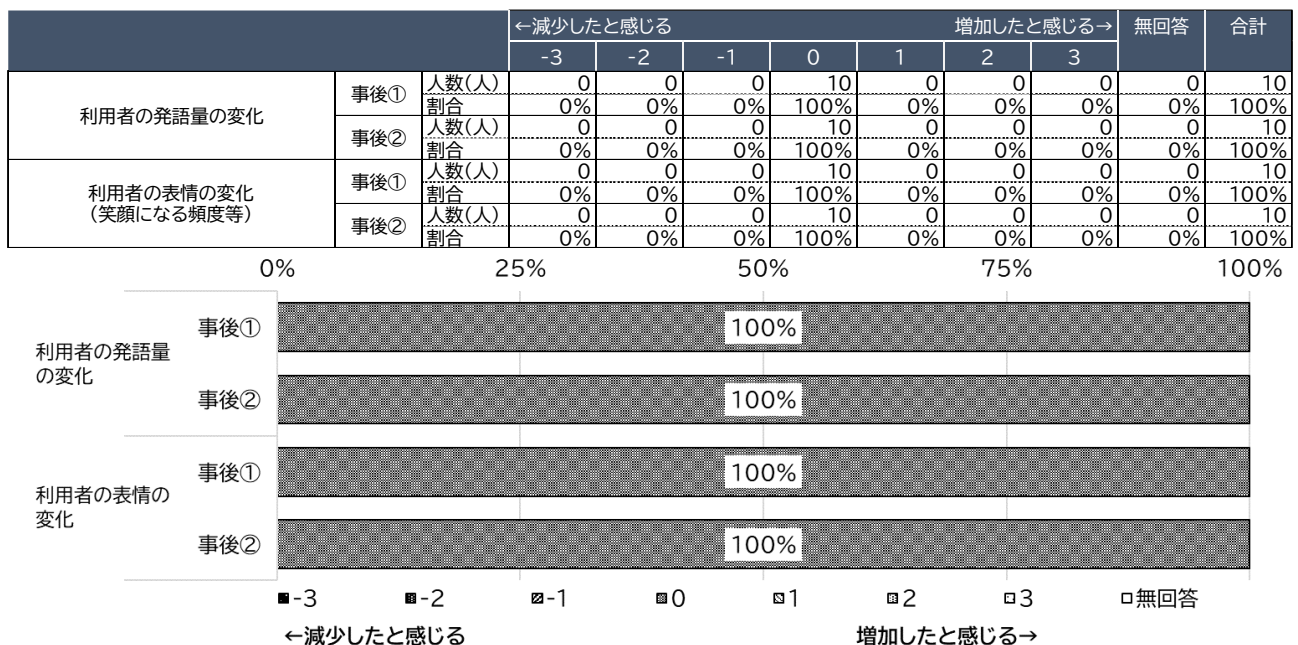 ←減少したと感じる 増加したと感じる→ 無回答 合計
-3 -2 -1 0 1 2 3
利用者の発語量の変化 事後① 人数(人) 0 0 0 10 0 0 0 0 10
割合 0% 0% 0% 100% 0% 0% 0% 0% 100%
事後② 人数(人) 0 0 0 10 0 0 0 0 10
割合 0% 0% 0% 100% 0% 0% 0% 0% 100%
利用者の表情の変化
(笑顔になる頻度等)
事後① 人数(人) 0 0 0 10 0 0 0 0 10
割合 0% 0% 0% 100% 0% 0% 0% 0% 100%
事後② 人数(人) 0 0 0 10 0 0 0 0 10
割合 0% 0% 0% 100% 0% 0% 0% 0% 100%
0% 25% 50% 75% 100%
利用者の発語量
の変化
事後① 100%
事後② 100%
利用者の表情の
変化
事後① 100%
事後② 100%
-3 -2 -1 0 1 2 3 無回答
←減少したと感じる 増加したと感じる→